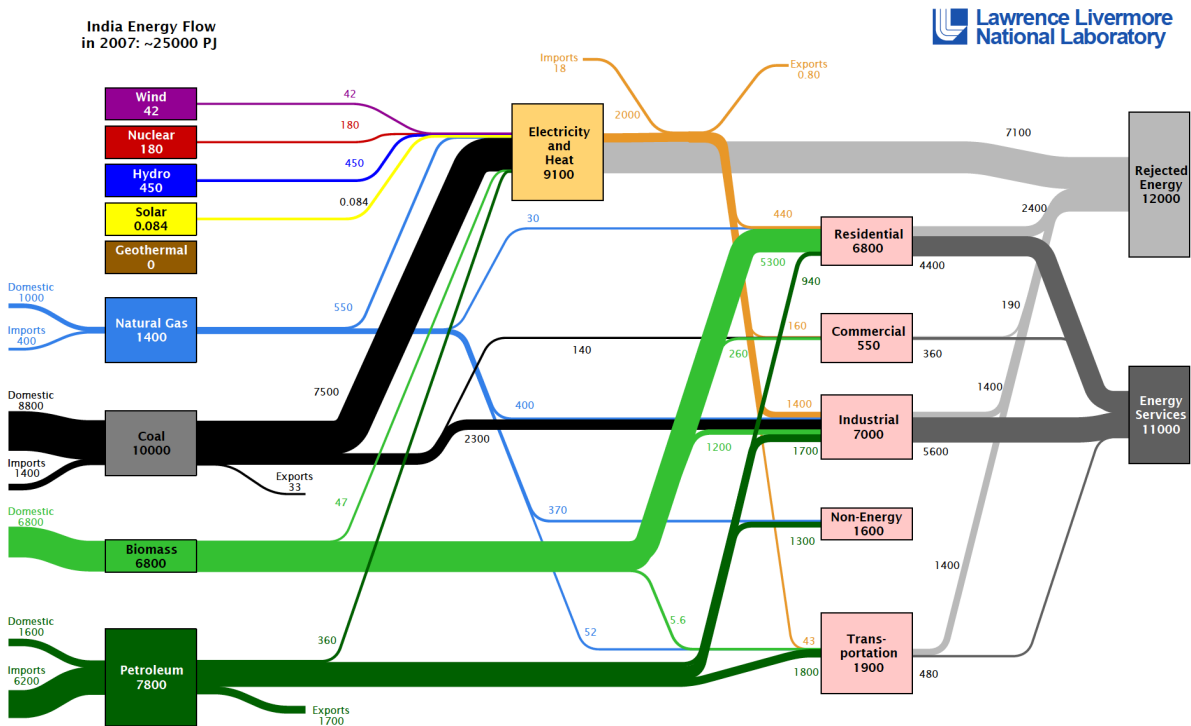 India Energy Flow
in 2007: ~25000 PJ
Lawrence Livermore
National Laboratory
Imports
18
Exports
0.80
Wind
42
42
Nuclear
180
180
Hydro
450
450
Solar
0.084
0.084
Geothermal
0
Electricity
and
Heat
9100
2000
7100
Rejected
Energy
12000
2400
30
440
Residential
6800
5300
940
4400
Domestic
1000
Imports
400
Natural Gas
1400
550
190
160
Commercial
550
260
360
140
Domestic
8800
Imports
1400
Coal
10000
7500
Exports
33
2300
400
1400
Industrial
7000
1200
1700
5600
1400
Energy
Services
11000
Domestic
6800
Biomass
6800
47
370
Non-Energy
1600
1300
1400
Domestic
1600
Imports
6200
Petroleum
7800
360
Exports
1700
5.6
52
43
Trans-
portation
1900
1800
480